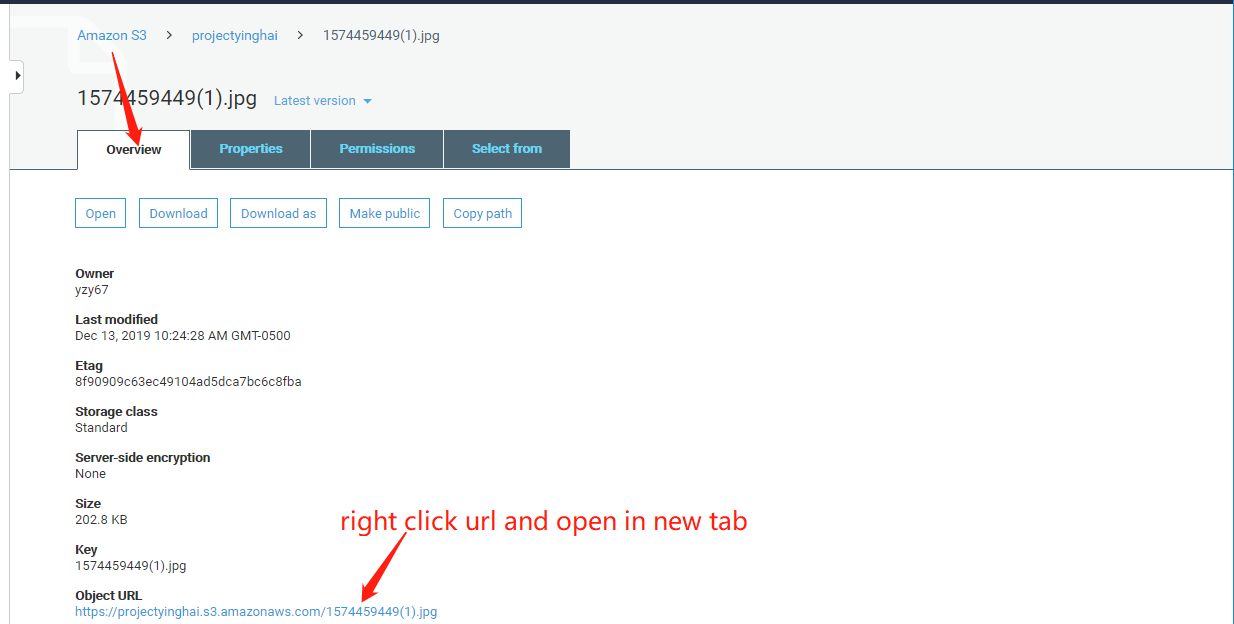 Amazon S3 > projectyinghai > 1574459449(1).jpg
1574459449(1).jpg Latest version
Overview Properties Permissions Select from
Open Download Download as Make public Copy path
Owner
yzy67
Last modified
Dec 13, 2019 10:24:28 AM GMT-0500
Etag
8f90909c63ec49104ad5dca7bc6c8fba
Storage class
Standard
Server-side encryption
None
Size
202.8 KB
right click url and open in new tab
Key
1574459449(1).jpg
Object URL
https://projectyinghai.s3.amazonaws.com/1574459449(1).jpg